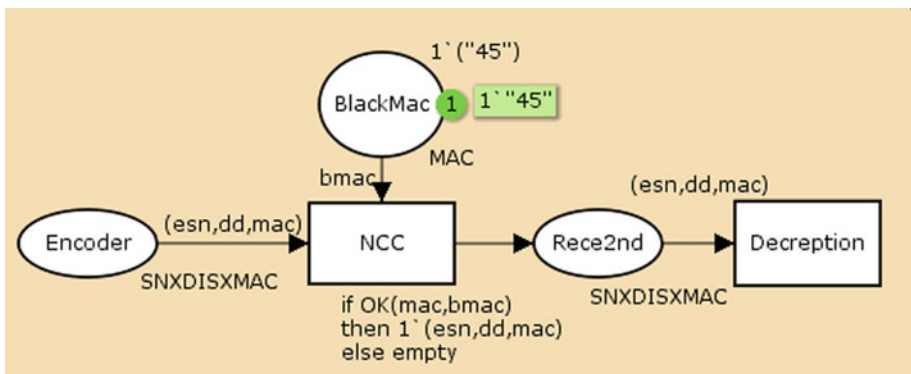 1`("45")
BlackMac
1
1`"45"
MAC
bmac
(esn,dd,mac)
(esn,dd,mac)
Encoder
NCC
Rece2nd
Decreption
SNXDISXMAC
SNXDISXMAC
if OK(mac,bmac)
then 1`(esn,dd,mac)
else empty